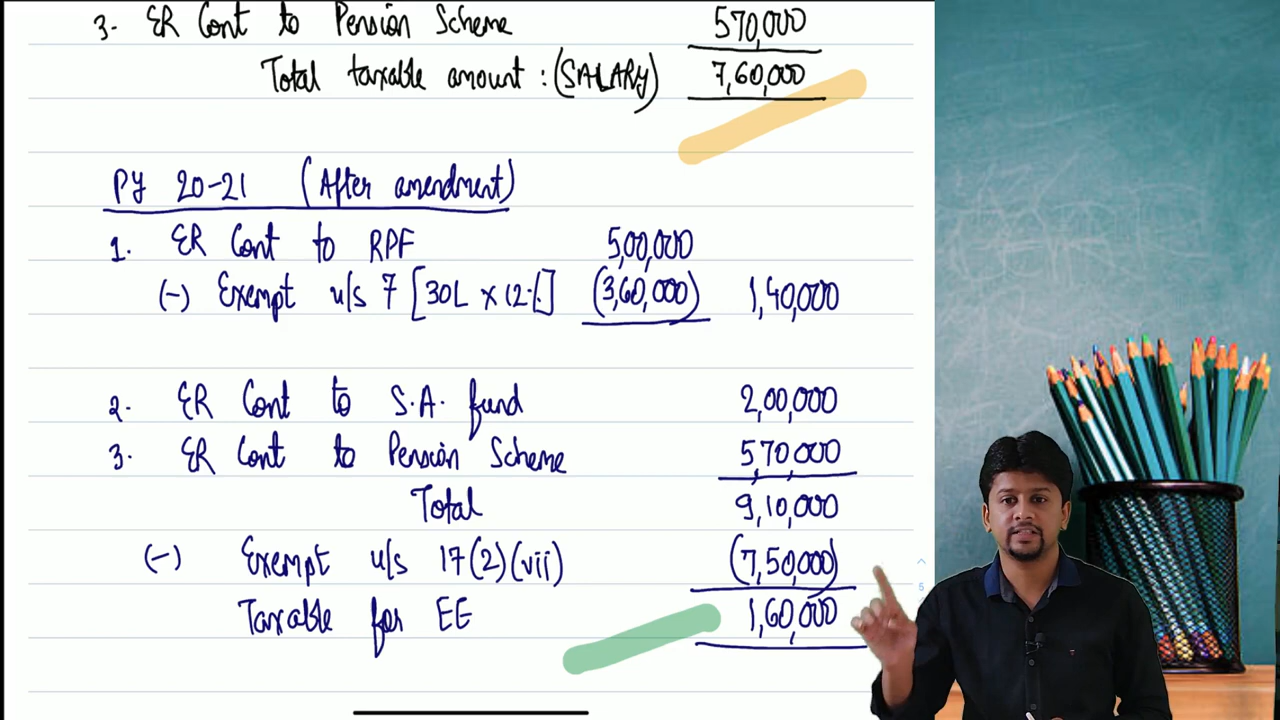 3. ER Cont to Pension Scheme 570,000
Total taxable amount : (SALARY) 7,60,000
PY 20-21 (After amendment)
1. ER Cont to RPF 5,00,000
(-) Exempt u/s 7 [30L x 12%] (3,60,000) 1,40,000
2. ER Cont to S.A. fund 2,00,000
3. ER Cont to Pension Scheme 570,000
Total 9,10,000
(-) Exempt u/s 17(2)(vii) (7,50,000)
Taxable for EE 1,60,000